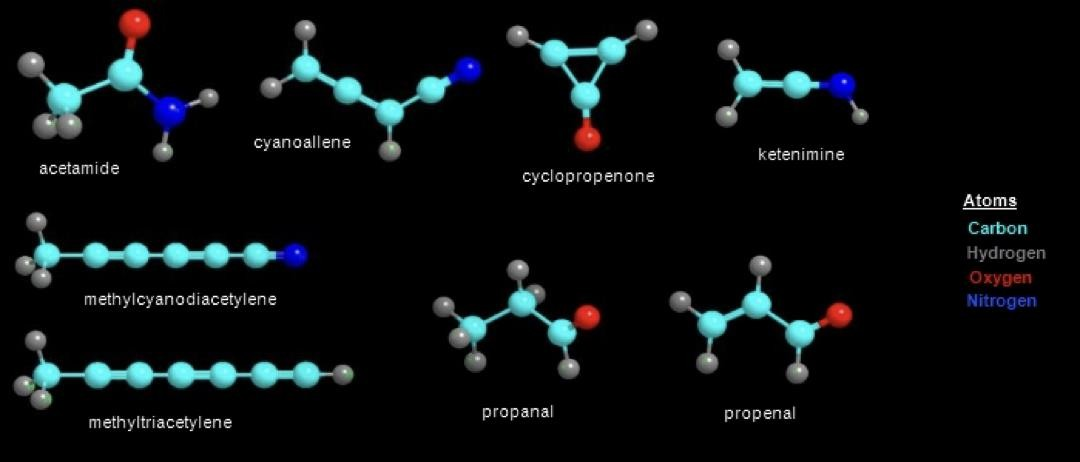 acetamide
cyanoallene
cyclopropenone
ketenimine
methylcyanodiacetylene
methyltriacetylene
propanal
propenal
Atoms
Carbon
Hydrogen
Oxygen
Nitrogen